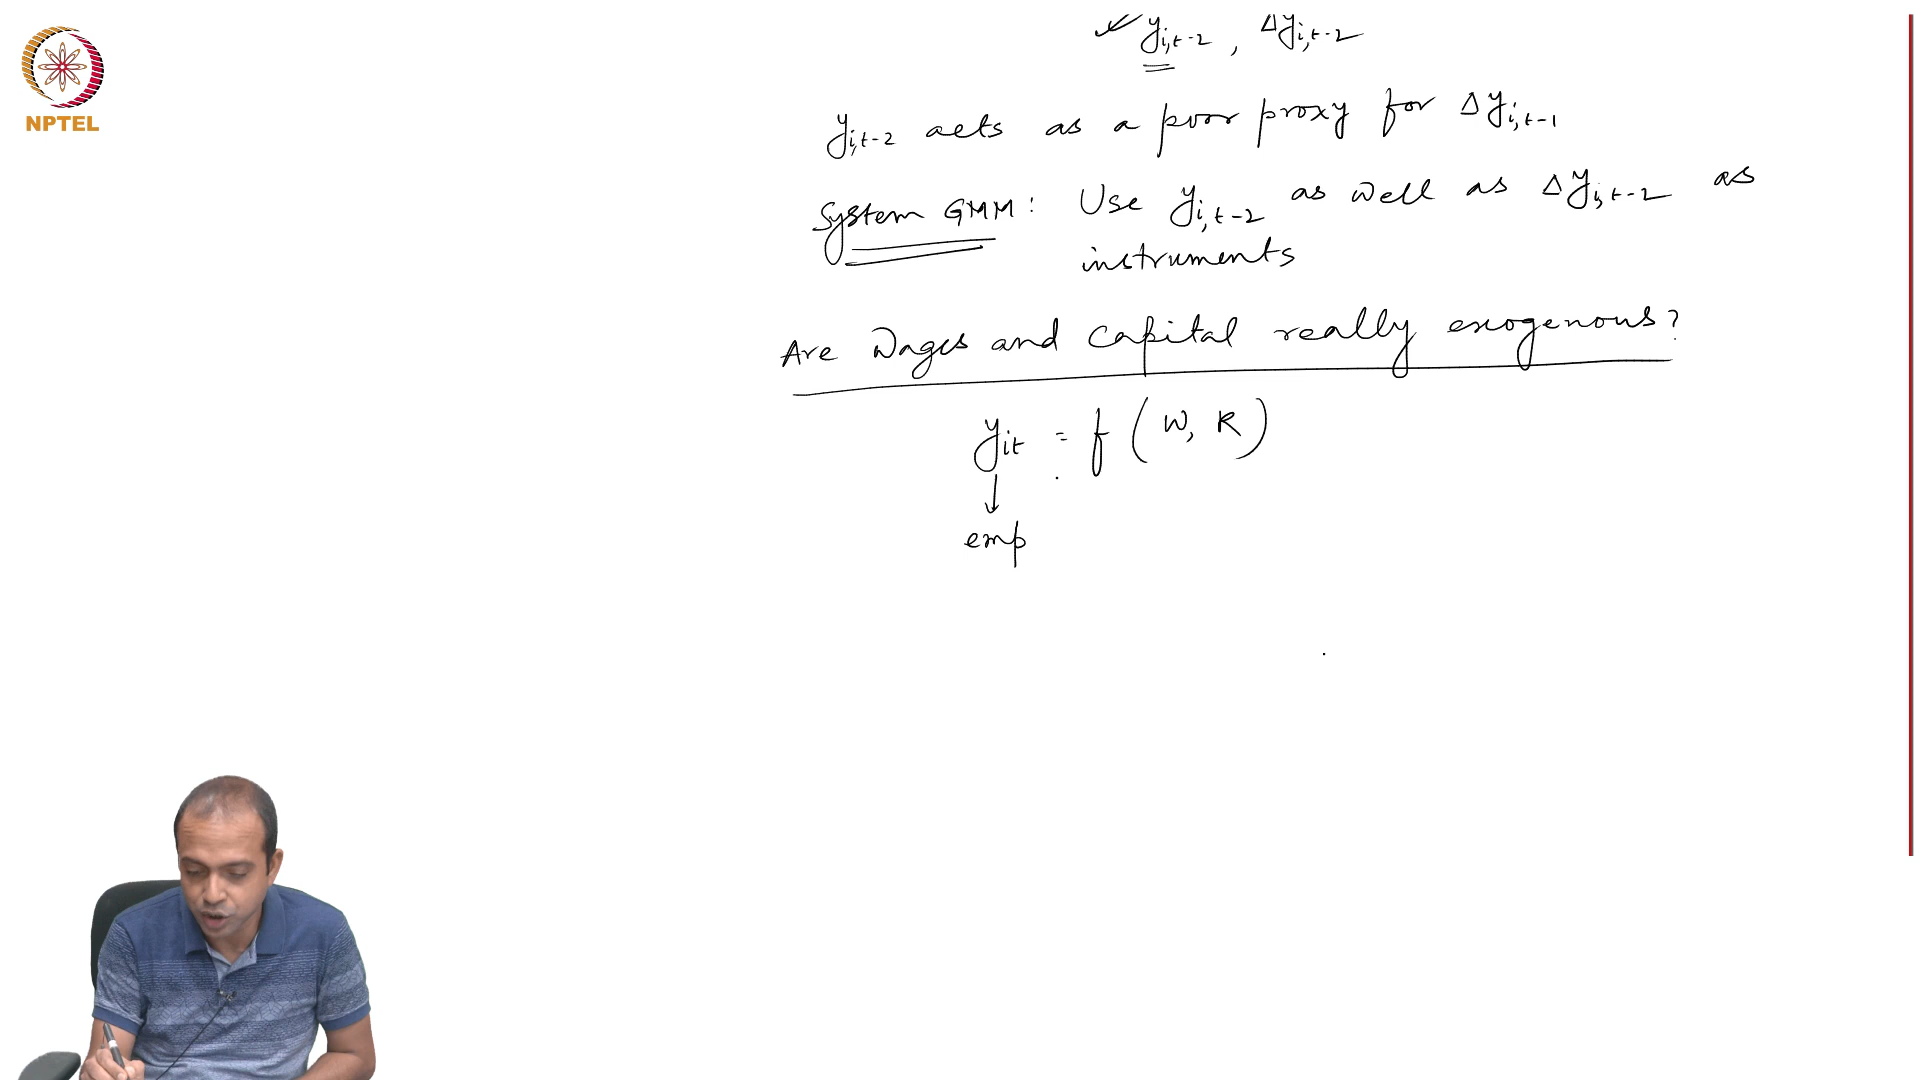 NPTEL
y_{i,t-2}, Δy_{i,t-2}
y_{i,t-2} acts as a poor proxy for Δy_{i,t-1}
System GMM: Use y_{i,t-2} as well as Δy_{i,t-2} as
instruments
Are wages and capital really exogenous?
y_{it} = f(W, K)
↓
emp